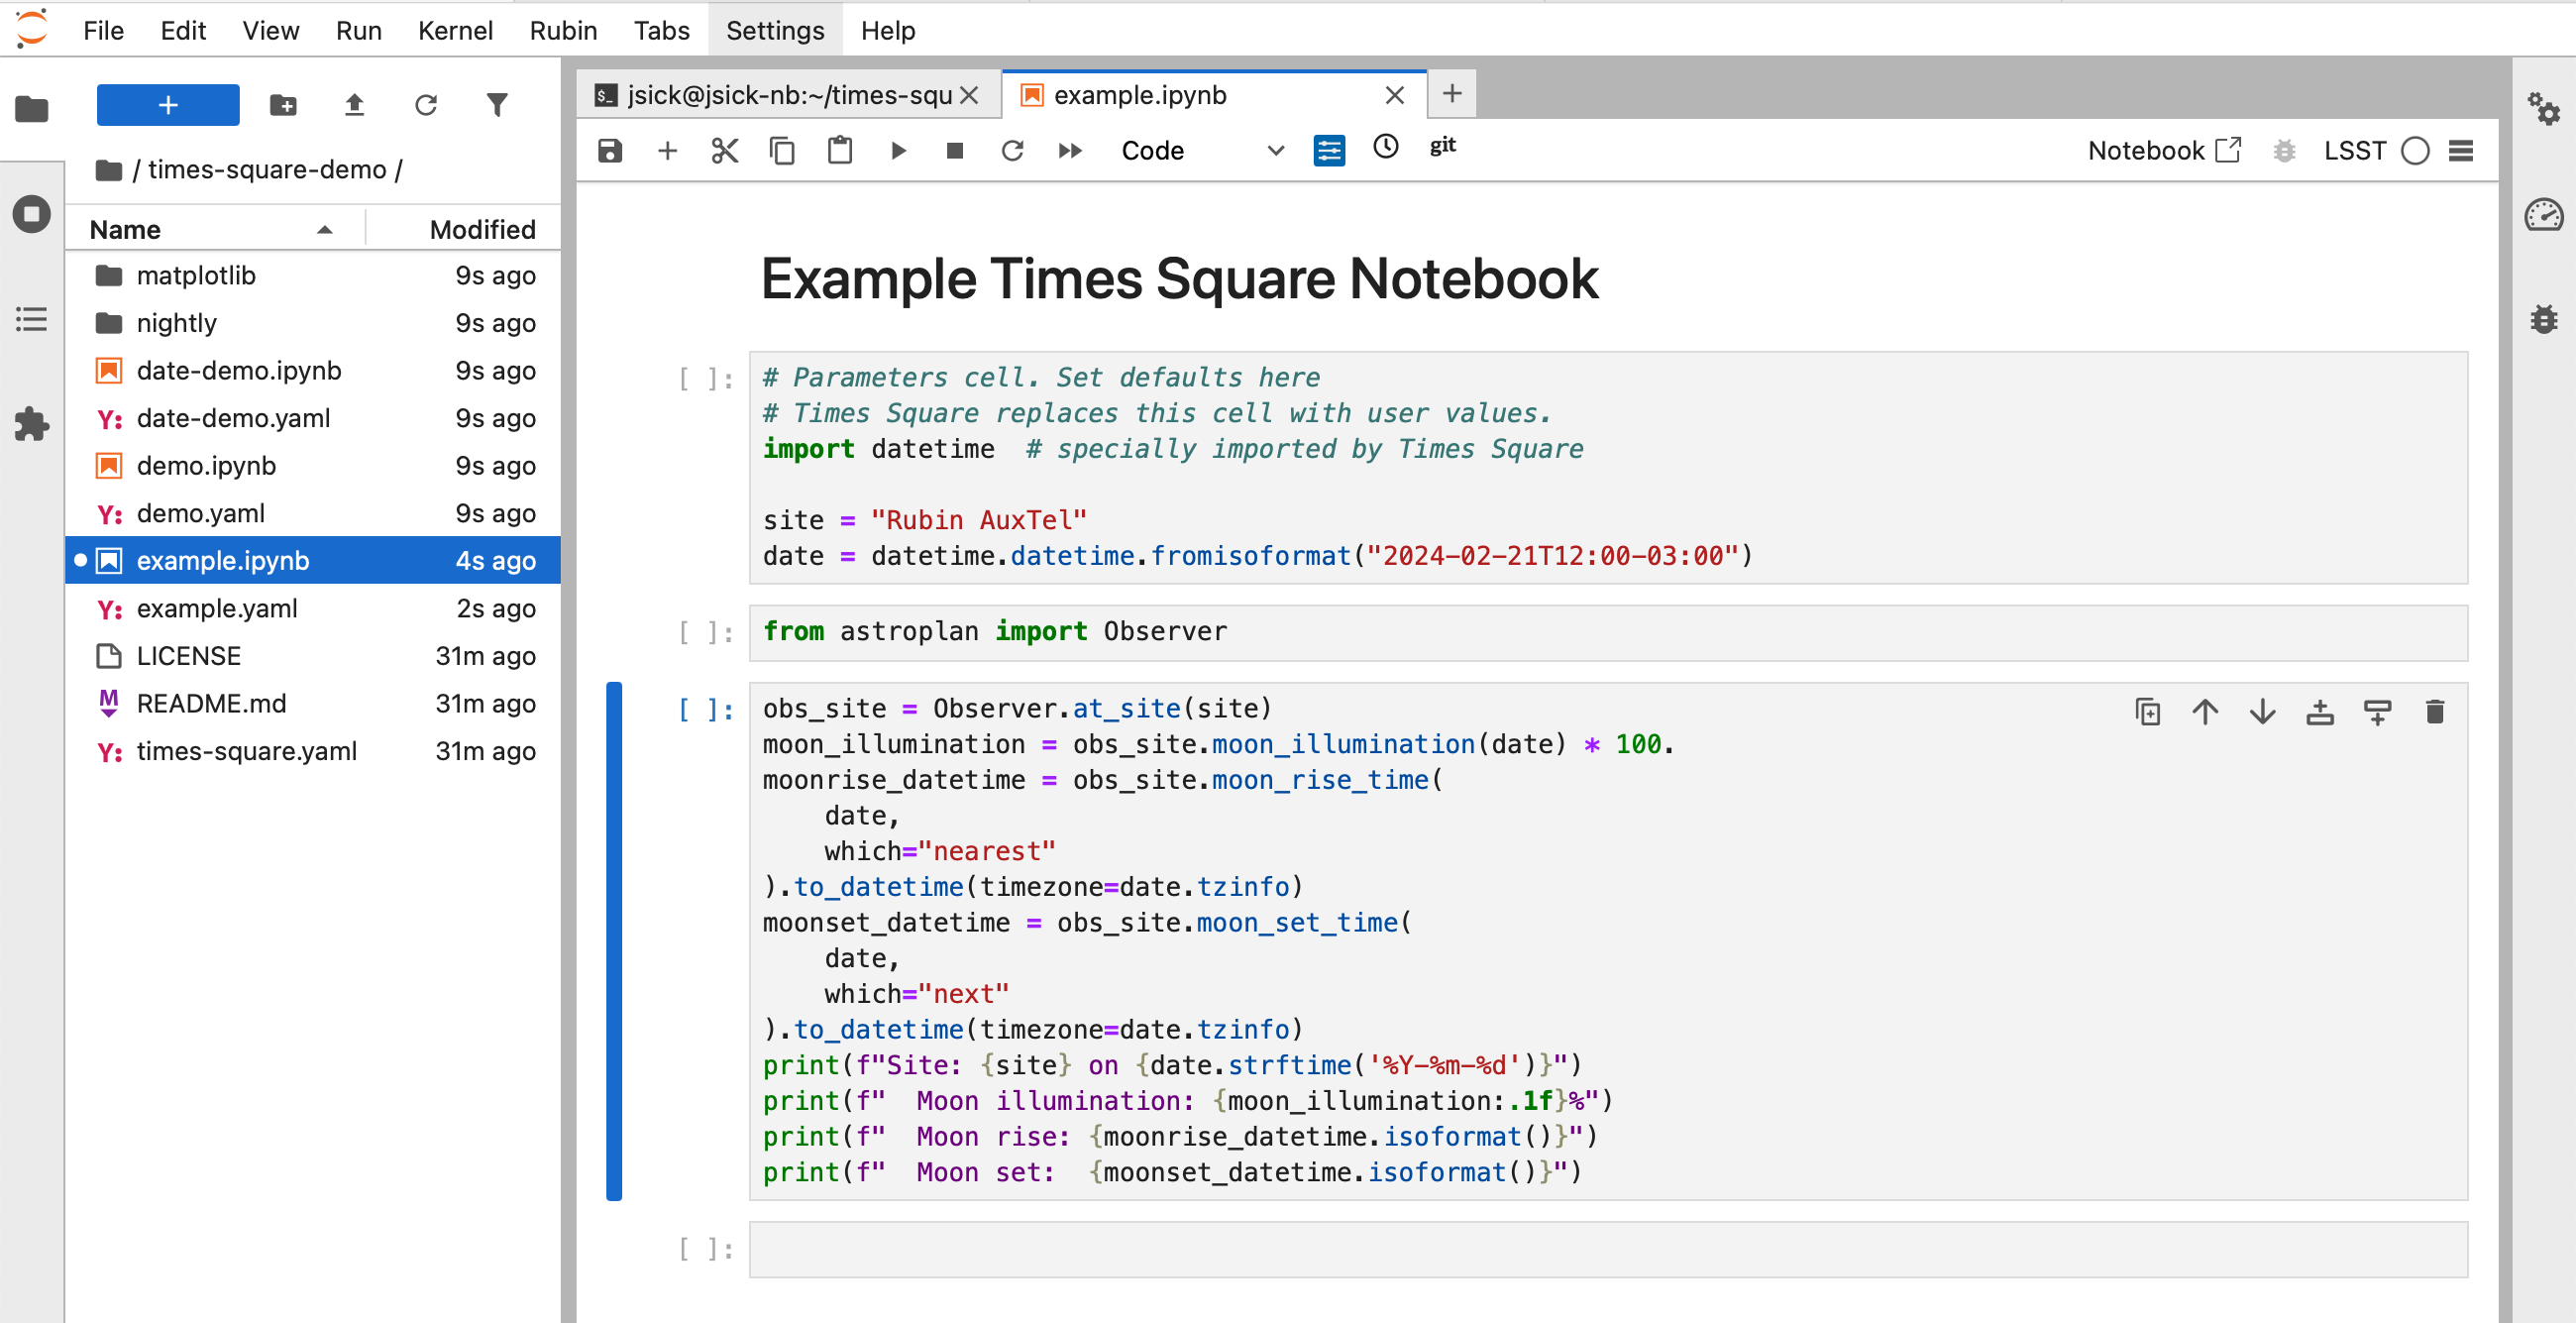 File Edit View Run Kernel Rubin Tabs Settings Help
/ times-square-demo /
Name Modified
matplotlib 9s ago
nightly 9s ago
date-demo.ipynb 9s ago
Y: date-demo.yaml 9s ago
demo.ipynb 9s ago
Y: demo.yaml 9s ago
example.ipynb 4s ago
Y: example.yaml 2s ago
LICENSE 31m ago
M README.md 31m ago
Y: times-square.yaml 31m ago
$_ jsick@jsick-nb:~/times-squ example.ipynb
Code git Notebook LSST
Example Times Square Notebook
[ ]:
# Parameters cell. Set defaults here
# Times Square replaces this cell with user values.
import datetime  # specially imported by Times Square
site = "Rubin AuxTel"
date = datetime.datetime.fromisoformat("2024-02-21T12:00-03:00")
[ ]:
from astroplan import Observer
[ ]:
obs_site = Observer.at_site(site)
moon_illumination = obs_site.moon_illumination(date) * 100.
moonrise_datetime = obs_site.moon_rise_time(
    date,
    which="nearest"
).to_datetime(timezone=date.tzinfo)
moonset_datetime = obs_site.moon_set_time(
    date,
    which="next"
).to_datetime(timezone=date.tzinfo)
print(f"Site: {site} on {date.strftime('%Y-%m-%d')}")
print(f"  Moon illumination: {moon_illumination:.1f}%")
print(f"  Moon rise: {moonrise_datetime.isoformat()}")
print(f"  Moon set:  {moonset_datetime.isoformat()}")
[ ]: